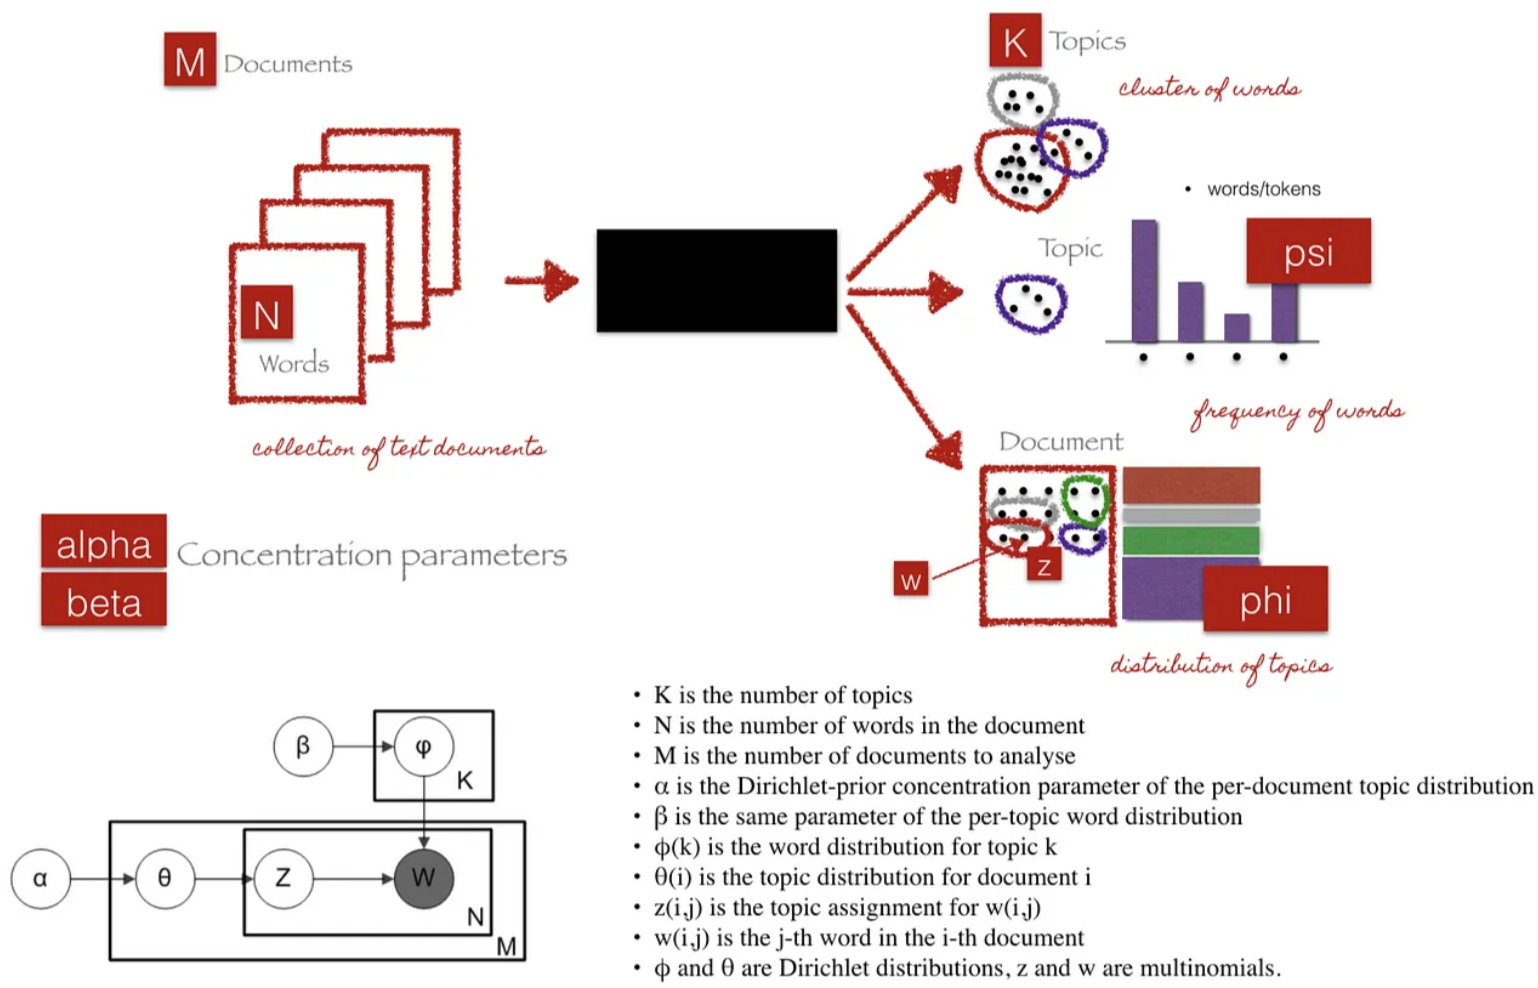 M Documents
N
Words
collection of text documents
alpha
beta
Concentration parameters
K Topics
cluster of words
• words/tokens
Topic
psi
frequency of words
Document
w
z
phi
distribution of topics
β
φ
K
α
θ
Z
W
N
M
• K is the number of topics
• N is the number of words in the document
• M is the number of documents to analyse
• α is the Dirichlet-prior concentration parameter of the per-document topic distribution
• β is the same parameter of the per-topic word distribution
• ϕ(k) is the word distribution for topic k
• θ(i) is the topic distribution for document i
• z(i,j) is the topic assignment for w(i,j)
• w(i,j) is the j-th word in the i-th document
• ϕ and θ are Dirichlet distributions, z and w are multinomials.